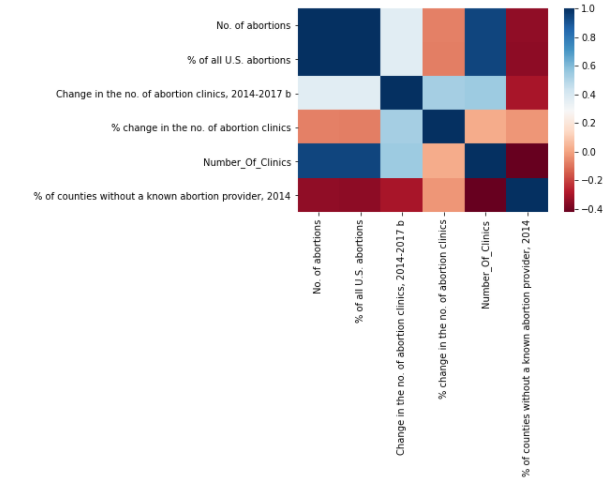 No. of abortions
% of all U.S. abortions
Change in the no. of abortion clinics, 2014-2017 b
% change in the no. of abortion clinics
Number_Of_Clinics
% of counties without a known abortion provider, 2014
No. of abortions
% of all U.S. abortions
Change in the no. of abortion clinics, 2014-2017 b
% change in the no. of abortion clinics
Number_Of_Clinics
% of counties without a known abortion provider, 2014
1.0
0.8
0.6
0.4
0.2
0.0
−0.2
−0.4